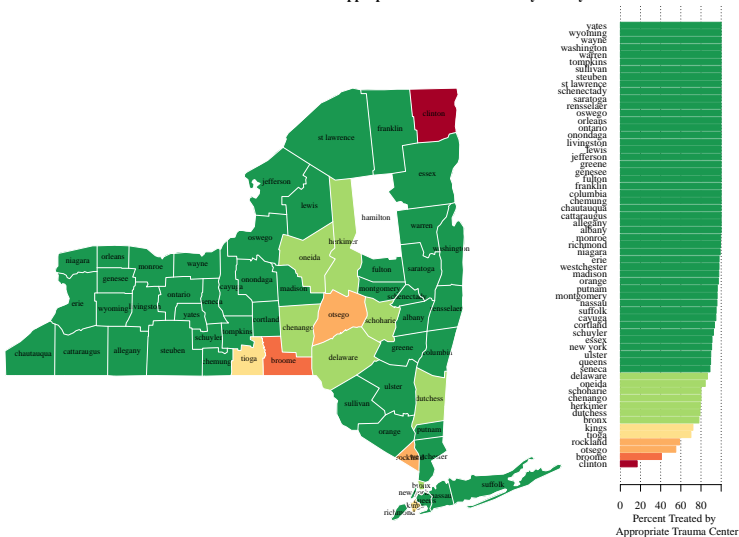 clinton
st lawrence
franklin
essex
jefferson
lewis
hamilton
oswego
herkimer
warren
washington
oneida
niagara
orleans
monroe
wayne
fulton
saratoga
genesee
onondaga
cayuga
madison
montgomery
schenectady
erie
wyoming
livingston
ontario
seneca
yates
cortland
otsego
schoharie
albany
rensselaer
chenango
schuyler
tompkins
chautauqua
cattaraugus
allegany
steuben
chemung
tioga
broome
delaware
greene
columbia
ulster
sullivan
dutchess
orange
putnam
rockland
westchester
bronx
suffolk
nassau
queens
kings
richmond
yates
wyoming
wayne
washington
warren
tompkins
sullivan
steuben
st lawrence
schenectady
saratoga
rensselaer
oswego
orleans
ontario
onondaga
livingston
lewis
jefferson
greene
genesee
fulton
franklin
columbia
chemung
chautauqua
cattaraugus
allegany
albany
monroe
richmond
niagara
erie
westchester
madison
orange
putnam
montgomery
nassau
suffolk
cayuga
cortland
schuyler
essex
new york
ulster
queens
seneca
delaware
oneida
schoharie
chenango
herkimer
dutchess
bronx
kings
tioga
rockland
otsego
broome
clinton
0 20 40 60 80
Percent Treated by
Appropriate Trauma Center